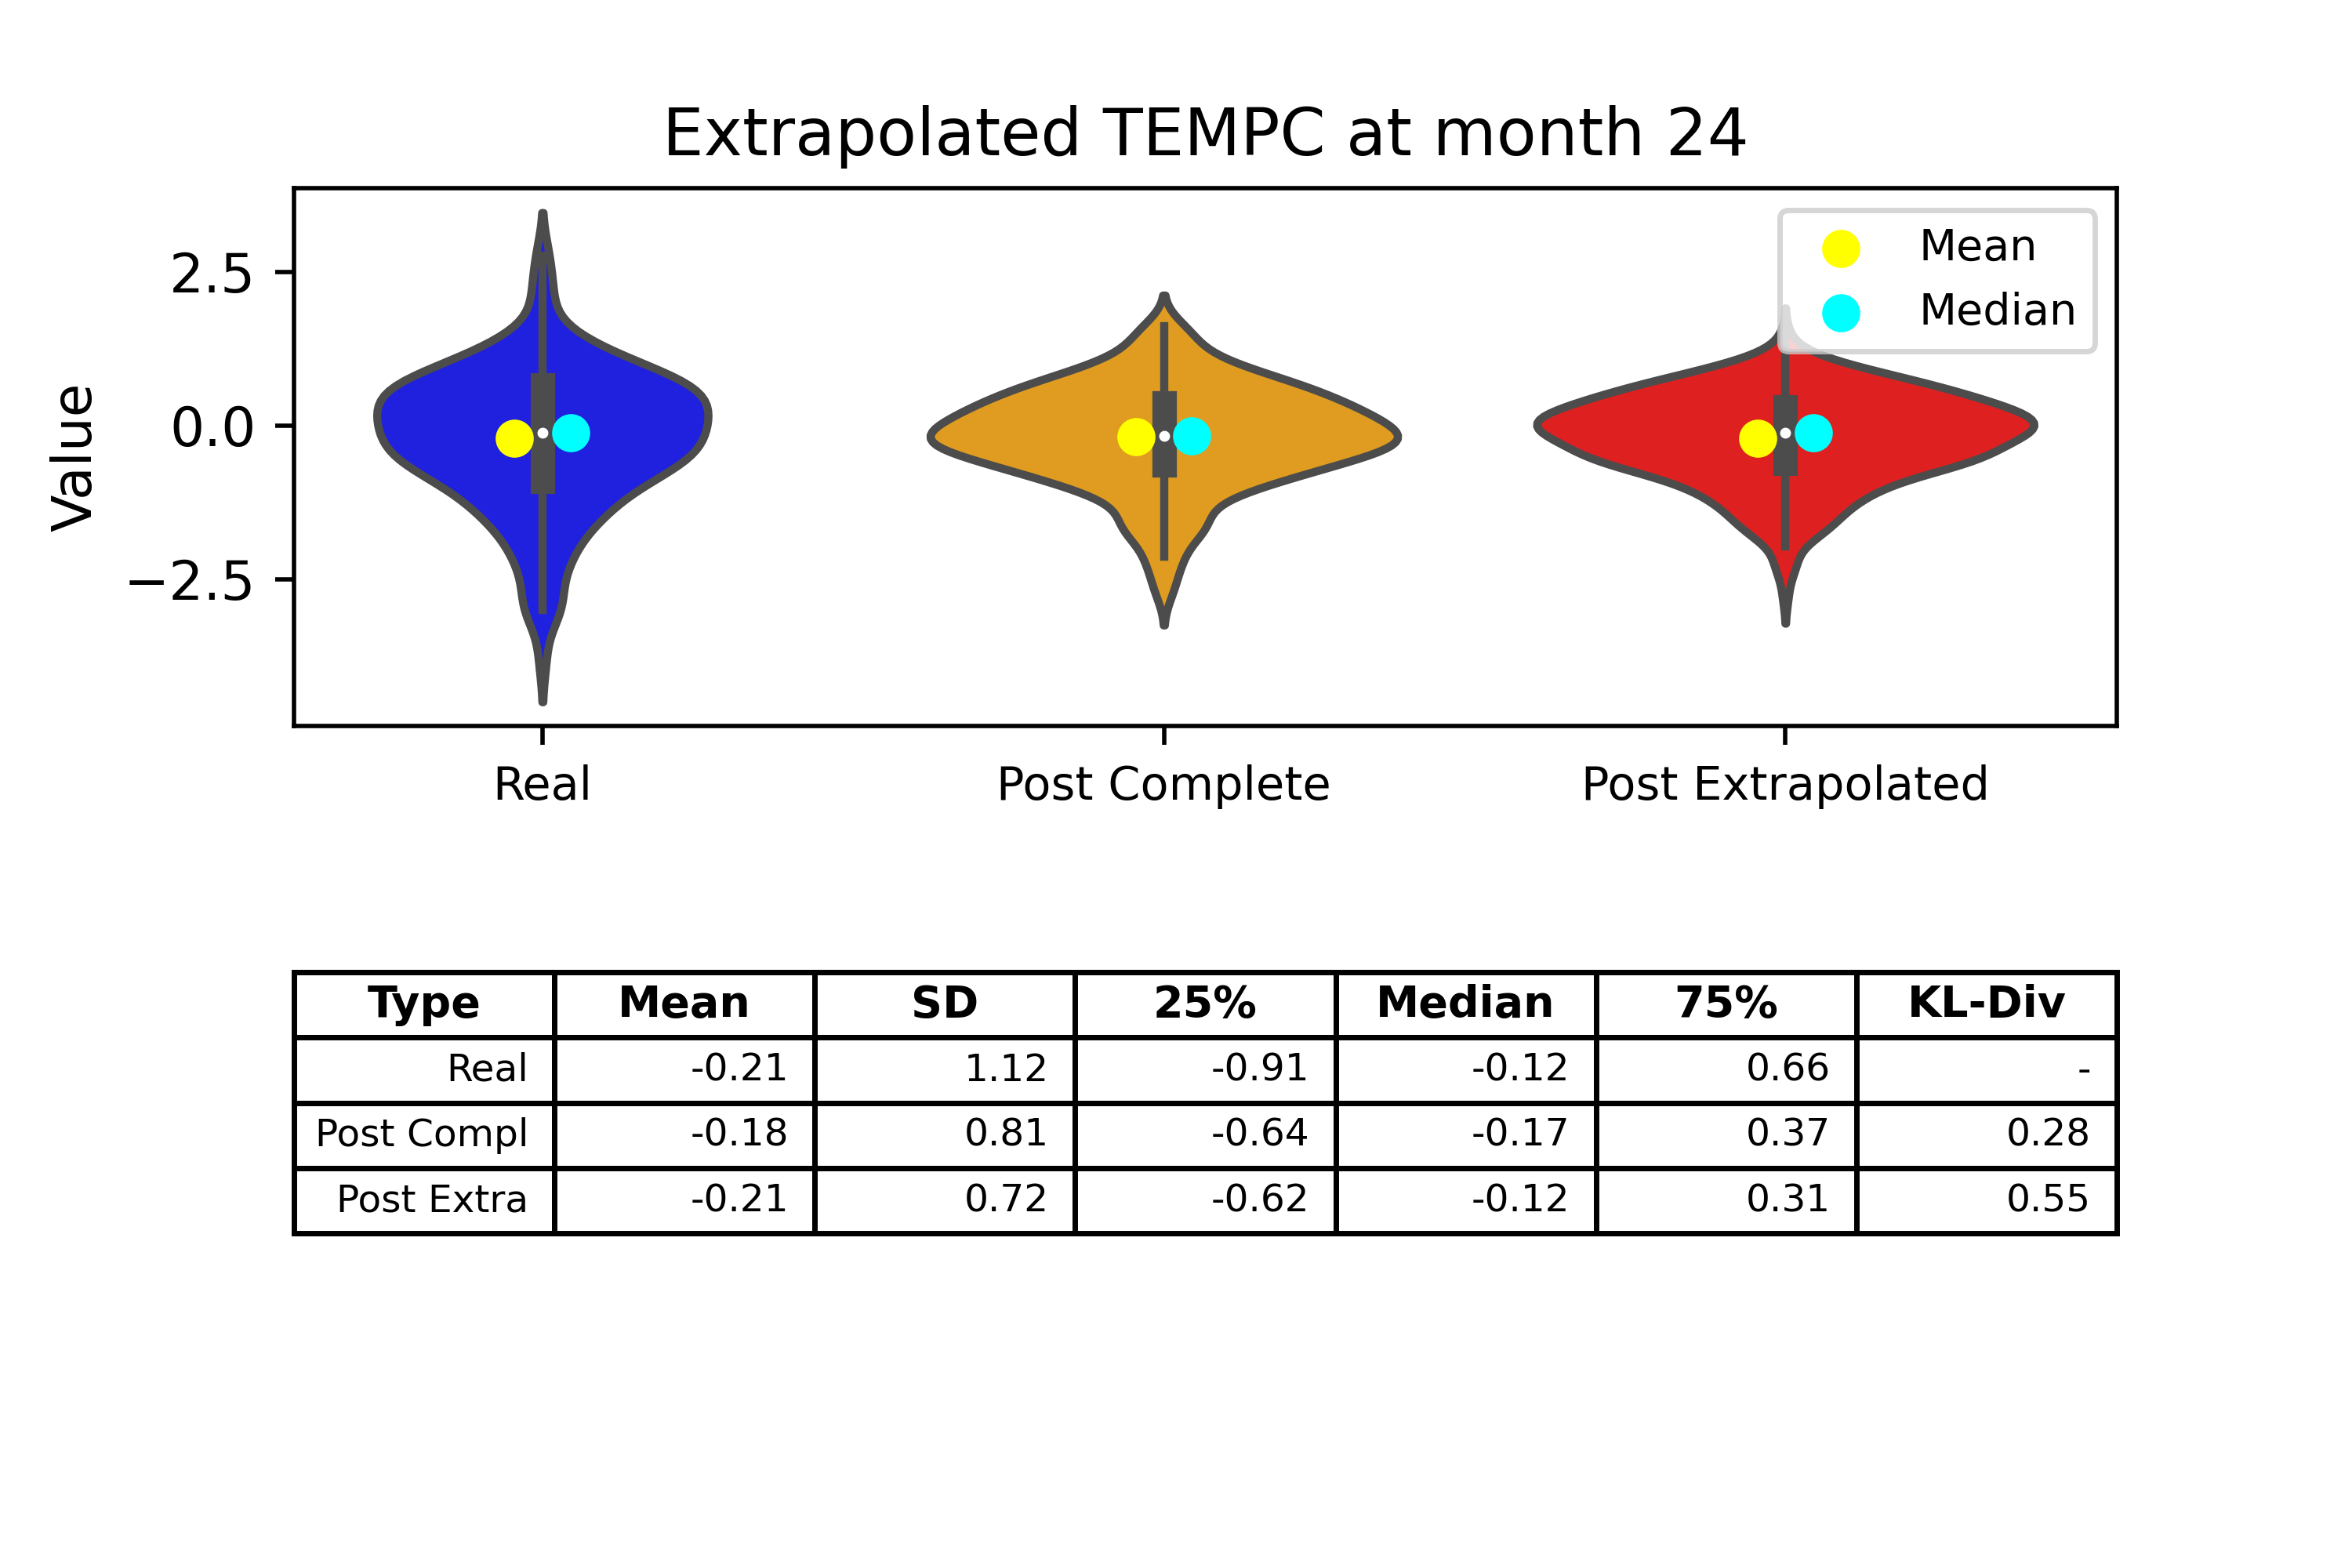 Extrapolated TEMPC at month 24
Value
2.5
0.0
−2.5
Mean
Median
Real Post Complete Post Extrapolated
Type Mean SD 25% Median 75% KL-Div
Real -0.21 1.12 -0.91 -0.12 0.66 -
Post Compl -0.18 0.81 -0.64 -0.17 0.37 0.28
Post Extra -0.21 0.72 -0.62 -0.12 0.31 0.55